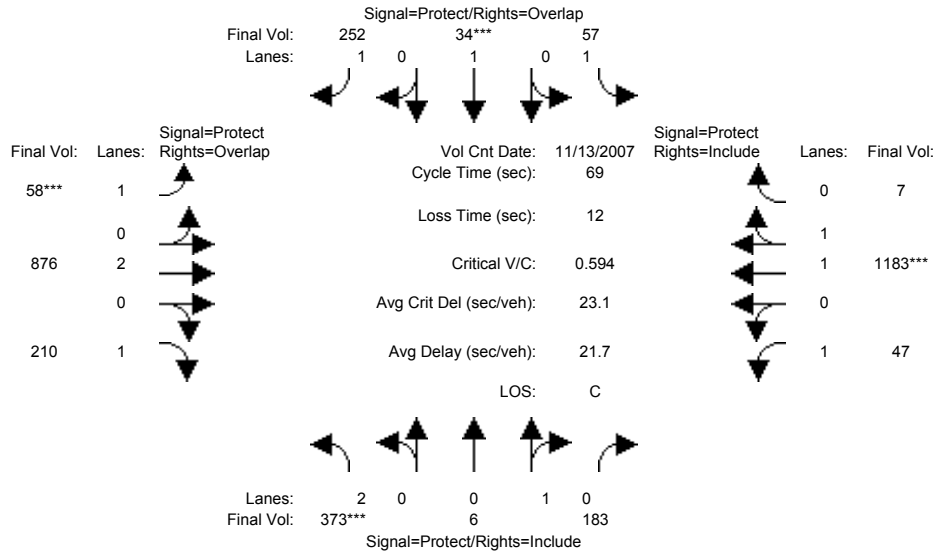 Signal=Protect/Rights=Overlap
Final Vol: 252 34*** 57
Lanes: 1 0 1 0 1
Signal=Protect
Rights=Overlap
Final Vol: Lanes:
Vol Cnt Date: 11/13/2007
Signal=Protect
Rights=Include
Lanes: Final Vol:
Cycle Time (sec): 69
58*** 1
0 7
Loss Time (sec): 12
0
1
876 2
Critical V/C: 0.594
1 1183***
0
Avg Crit Del (sec/veh): 23.1
0
210 1
Avg Delay (sec/veh): 21.7
1 47
LOS: C
Lanes: 2 0 0 1 0
Final Vol: 373*** 6 183
Signal=Protect/Rights=Include